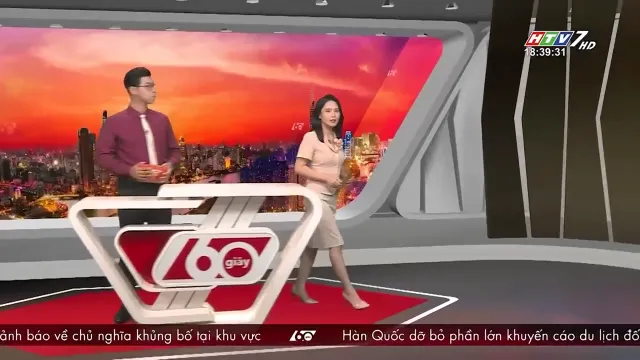 HTV7 HD
18:39:31
60
giây
ảnh báo về chủ nghĩa khủng bố tại khu vực 60 Hàn Quốc dỡ bỏ phần lớn khuyến cáo du lịch đố